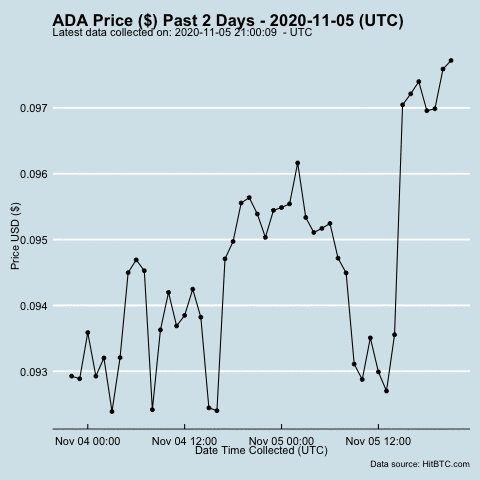 ADA Price ($) Past 2 Days - 2020-11-05 (UTC)
Latest data collected on: 2020-11-05 21:00:09  - UTC
Price USD ($)
0.097
0.096
0.095
0.094
0.093
Nov 04 00:00
Nov 04 12:00
Nov 05 00:00
Nov 05 12:00
Date Time Collected (UTC)
Data source: HitBTC.com